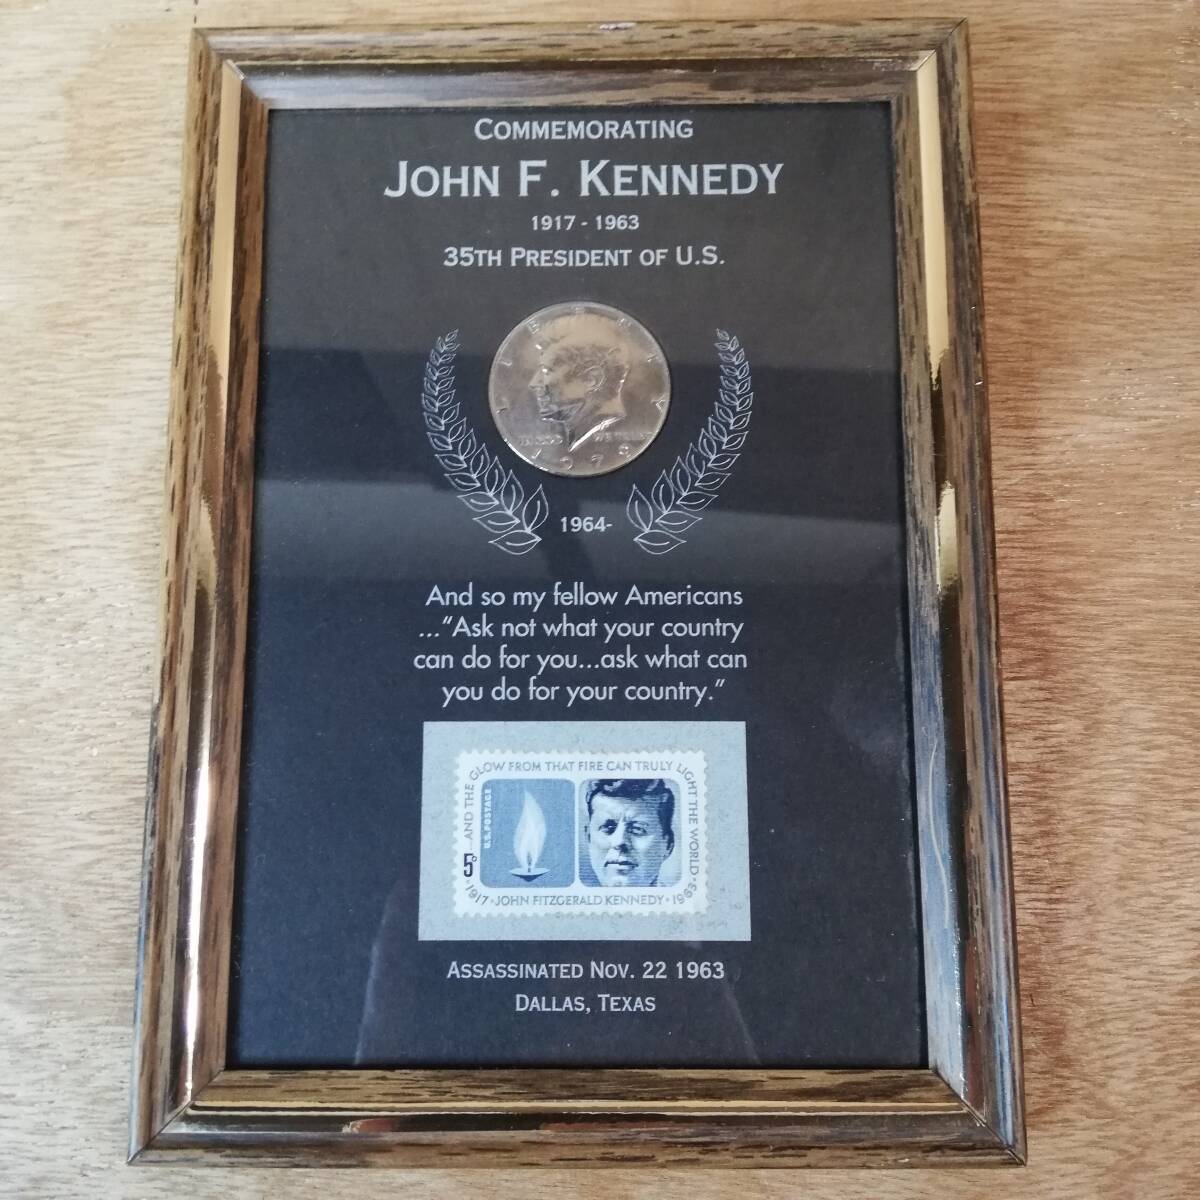 COMMEMORATING
JOHN F. KENNEDY
1917 - 1963
35TH PRESIDENT OF U.S.
LIBERTY
WE TRUST
1964-
And so my fellow Americans
..."Ask not what your country
can do for you...ask what can
you do for your country."
...AND THE GLOW FROM THAT FIRE CAN TRULY LIGHT THE WORLD
U.S. POSTAGE
5¢
1917 · JOHN FITZGERALD KENNEDY · 1963
ASSASSINATED NOV. 22 1963
DALLAS, TEXAS